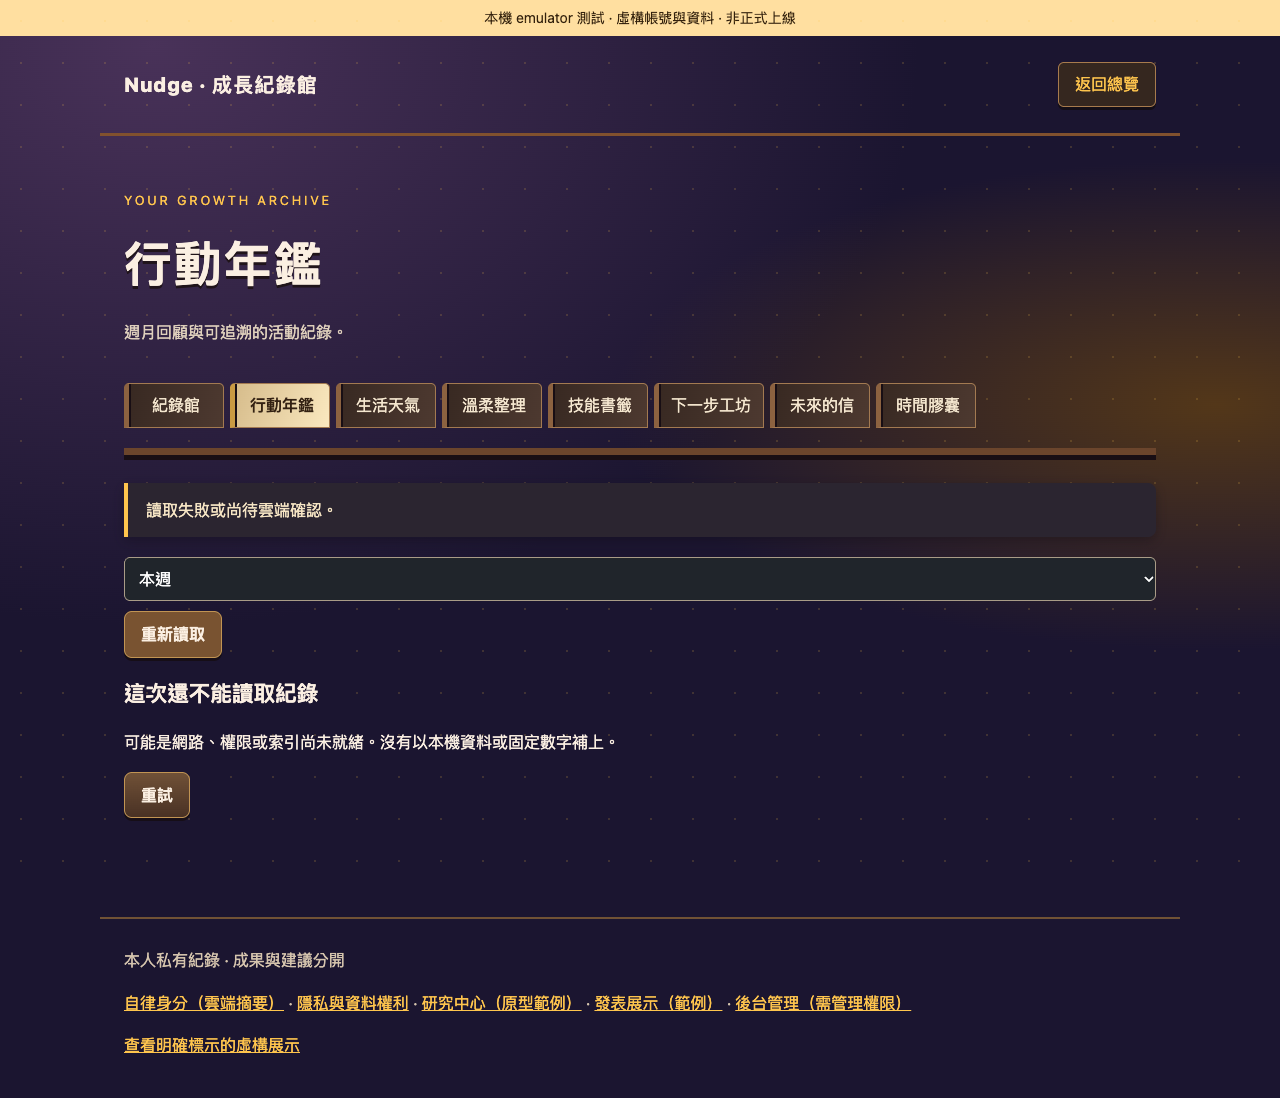 本機 emulator 測試 · 虛構帳號與資料 · 非正式上線
Nudge · 成長紀錄館
返回總覽
YOUR GROWTH ARCHIVE
行動年鑑
週月回顧與可追溯的活動紀錄。
紀錄館
行動年鑑
生活天氣
溫柔整理
技能書籤
下一步工坊
未來的信
時間膠囊
讀取失敗或尚待雲端確認。
本週
重新讀取
這次還不能讀取紀錄
可能是網路、權限或索引尚未就緒。沒有以本機資料或固定數字補上。
重試
本人私有紀錄 · 成果與建議分開
自律身分（雲端摘要） · 隱私與資料權利 · 研究中心（原型範例） · 發表展示（範例） · 後台管理（需管理權限）
查看明確標示的虛構展示